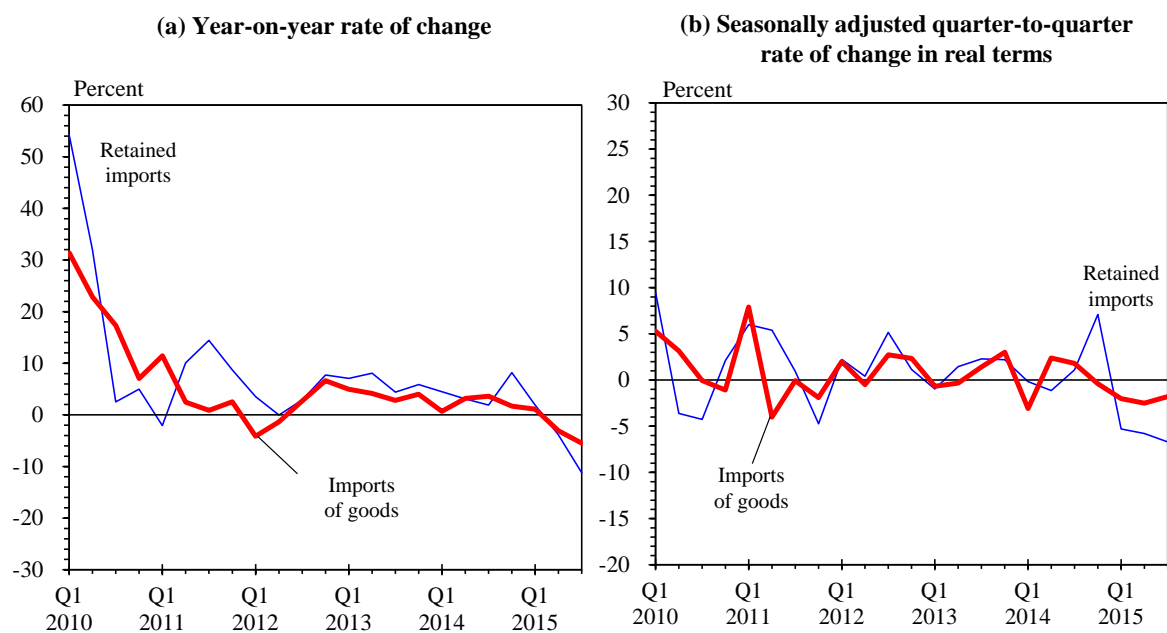 (a) Year-on-year rate of change
Percent
60
50
40
30
20
10
0
-10
-20
-30
Retained
imports
Imports
of goods
Q1 Q1 Q1 Q1 Q1 Q1
2010 2011 2012 2013 2014 2015
(b) Seasonally adjusted quarter-to-quarter
rate of change in real terms
Percent
30
25
20
15
10
5
0
-5
-10
-15
-20
Retained
imports
Imports
of goods
Q1 Q1 Q1 Q1 Q1 Q1
2010 2011 2012 2013 2014 2015